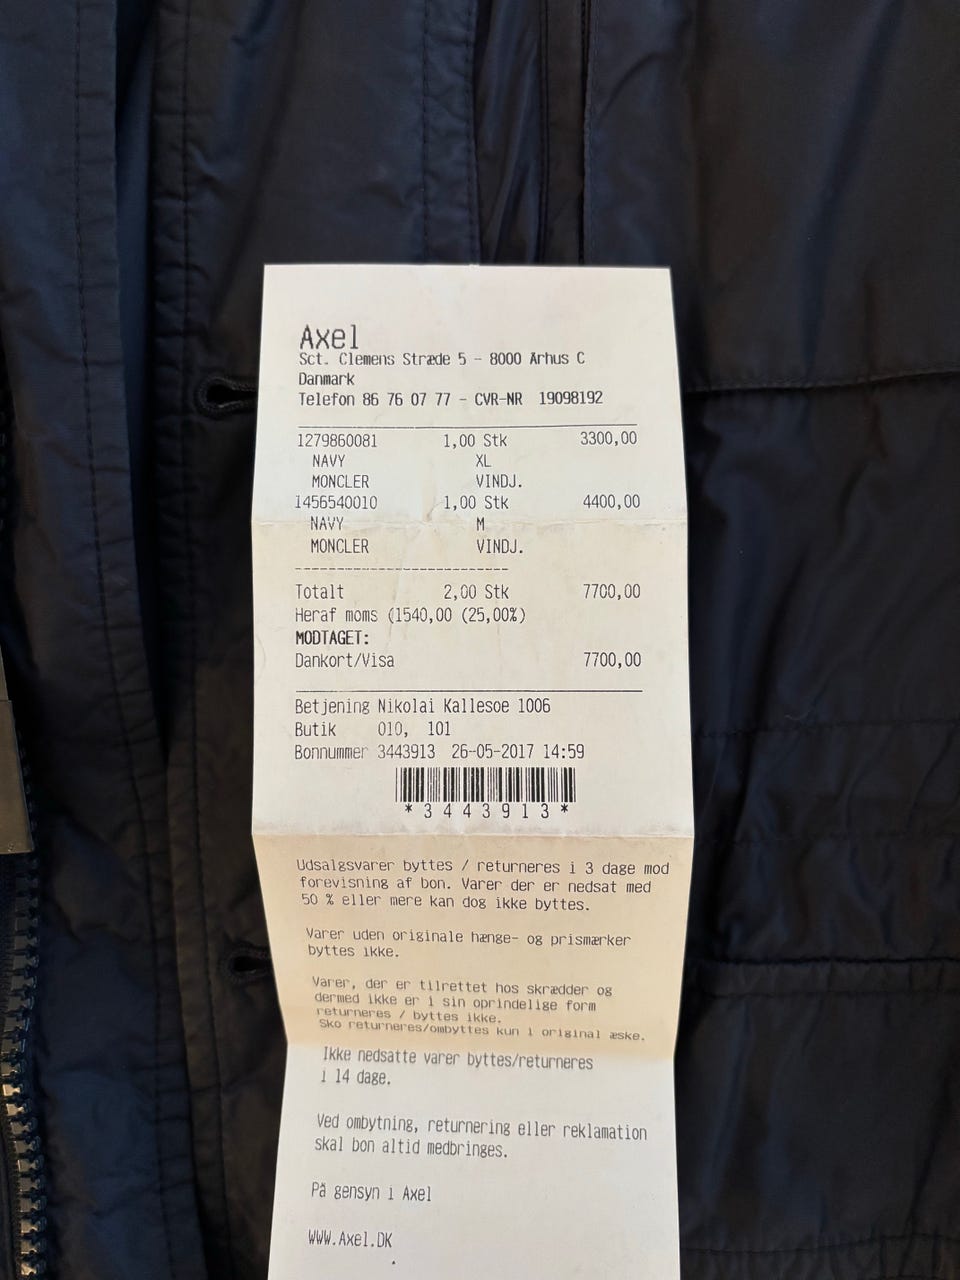 Axel
Sct. Clemens Stræde 5 - 8000 Århus C
Danmark
Telefon 86 76 07 77 - CVR-NR 19098192
1279860081 1,00 Stk 3300,00
NAVY XL
MONCLER VINDJ.
1456540010 1,00 Stk 4400,00
NAVY M
MONCLER VINDJ.
Totalt 2,00 Stk 7700,00
Heraf moms (1540,00 (25,00%)
MODTAGET:
Dankort/Visa 7700,00
Betjening Nikolai Kallesoe 1006
Butik 010, 101
Bonnummer 3443913 26-05-2017 14:59
*3443913*
Udsalgsvarer byttes / returneres i 3 dage mod
forevisning af bon. Varer der er nedsat med
50 % eller mere kan dog ikke byttes.
Varer uden originale hænge- og prismærker
byttes ikke.
Varer, der er tilrettet hos skrædder og
dermed ikke er i sin oprindelige form
returneres / byttes ikke.
Sko returneres/ombyttes kun i original æske.
Ikke nedsatte varer byttes/returneres
i 14 dage.
Ved ombytning, returnering eller reklamation
skal bon altid medbringes.
På gensyn i Axel
WWW.Axel.DK